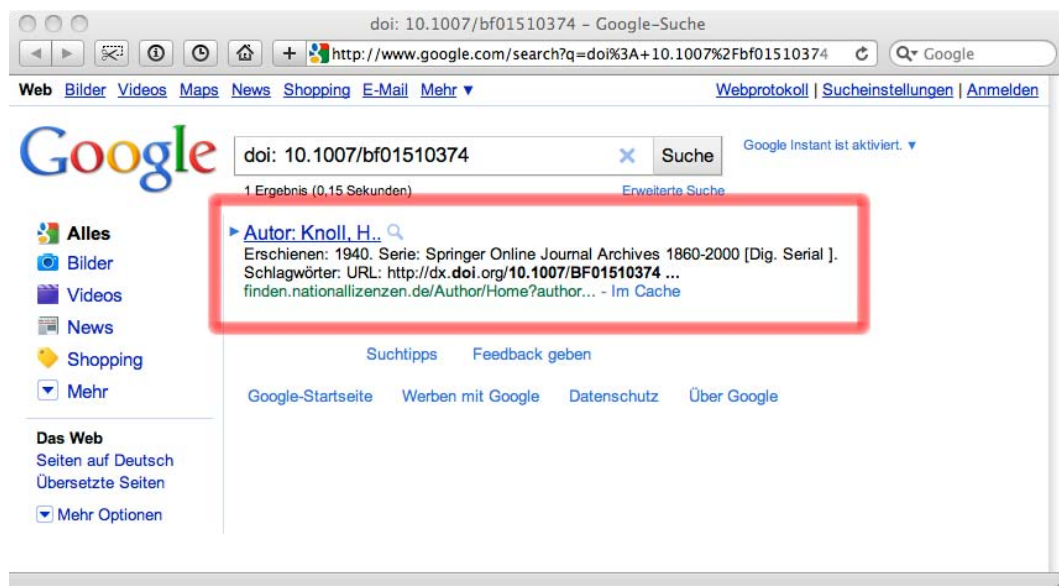 doi: 10.1007/bf01510374 – Google-Suche
http://www.google.com/search?q=doi%3A+10.1007%2Fbf01510374
Google
Web Bilder Videos Maps News Shopping E-Mail Mehr ▼
Webprotokoll | Sucheinstellungen | Anmelden
Google
doi: 10.1007/bf01510374
Suche
Google Instant ist aktiviert. ▼
1 Ergebnis (0,15 Sekunden)
Erweiterte Suche
Alles
Bilder
Videos
News
Shopping
Mehr
Autor: Knoll, H..
Erschienen: 1940. Serie: Springer Online Journal Archives 1860-2000 [Dig. Serial ].
Schlagwörter: URL: http://dx.doi.org/10.1007/BF01510374 ...
finden.nationallizenzen.de/Author/Home?author... - Im Cache
Suchtipps Feedback geben
Google-Startseite Werben mit Google Datenschutz Über Google
Das Web
Seiten auf Deutsch
Übersetzte Seiten
Mehr Optionen